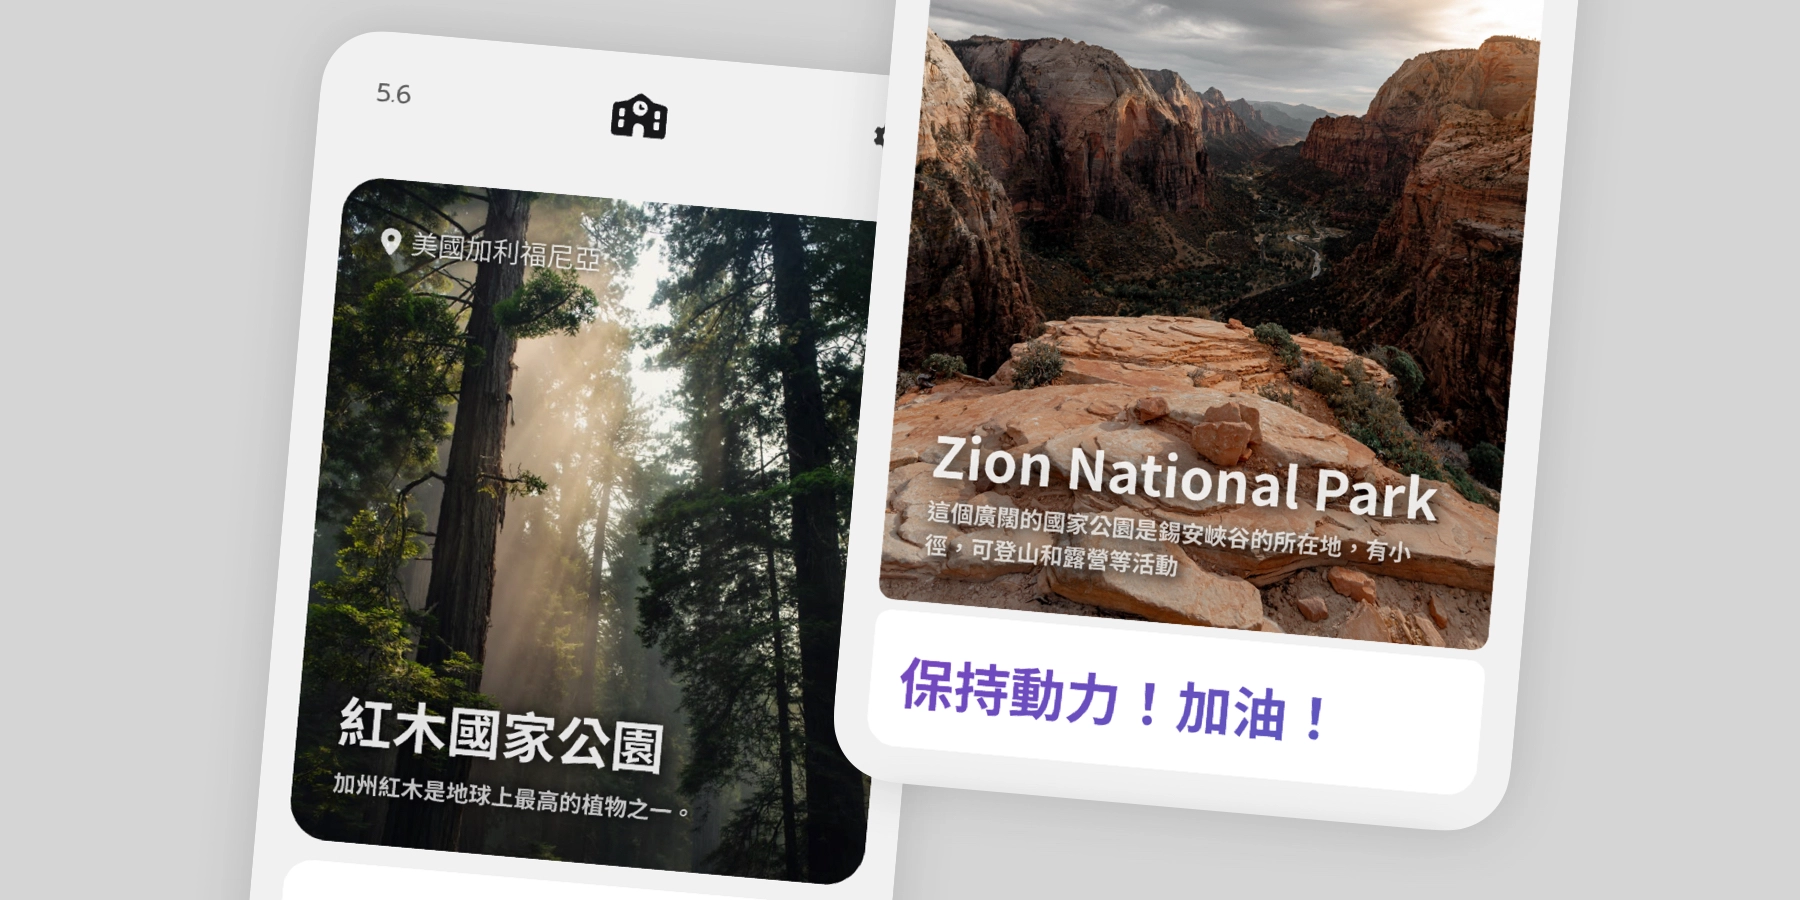 5.6
美國加利福尼亞
紅木國家公園
加州紅木是地球上最高的植物之一。
Zion National Park
這個廣闊的國家公園是錫安峽谷的所在地，有小
徑，可登山和露營等活動
保持動力！加油！